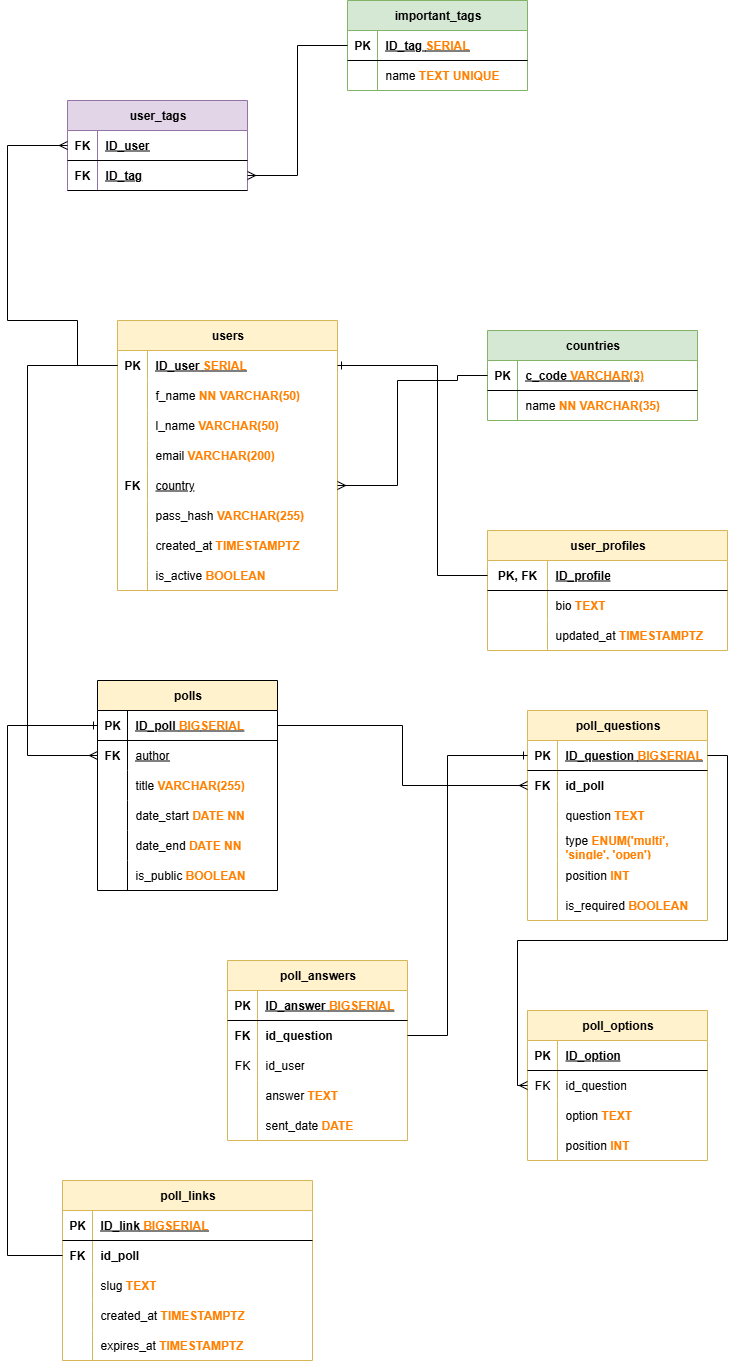 important_tags
PK ID_tag SERIAL
name TEXT UNIQUE
user_tags
FK ID_user
FK ID_tag
users
PK ID_user SERIAL
f_name NN VARCHAR(50)
l_name VARCHAR(50)
email VARCHAR(200)
FK country
pass_hash VARCHAR(255)
created_at TIMESTAMPTZ
is_active BOOLEAN
countries
PK c_code VARCHAR(3)
name NN VARCHAR(35)
user_profiles
PK, FK ID_profile
bio TEXT
updated_at TIMESTAMPTZ
polls
PK ID_poll BIGSERIAL
FK author
title VARCHAR(255)
date_start DATE NN
date_end DATE NN
is_public BOOLEAN
poll_questions
PK ID_question BIGSERIAL
FK id_poll
question TEXT
type ENUM('multi',
'single', 'open')
position INT
is_required BOOLEAN
poll_answers
PK ID_answer BIGSERIAL
FK id_question
FK id_user
answer TEXT
sent_date DATE
poll_options
PK ID_option
FK id_question
option TEXT
position INT
poll_links
PK ID_link BIGSERIAL
FK id_poll
slug TEXT
created_at TIMESTAMPTZ
expires_at TIMESTAMPTZ